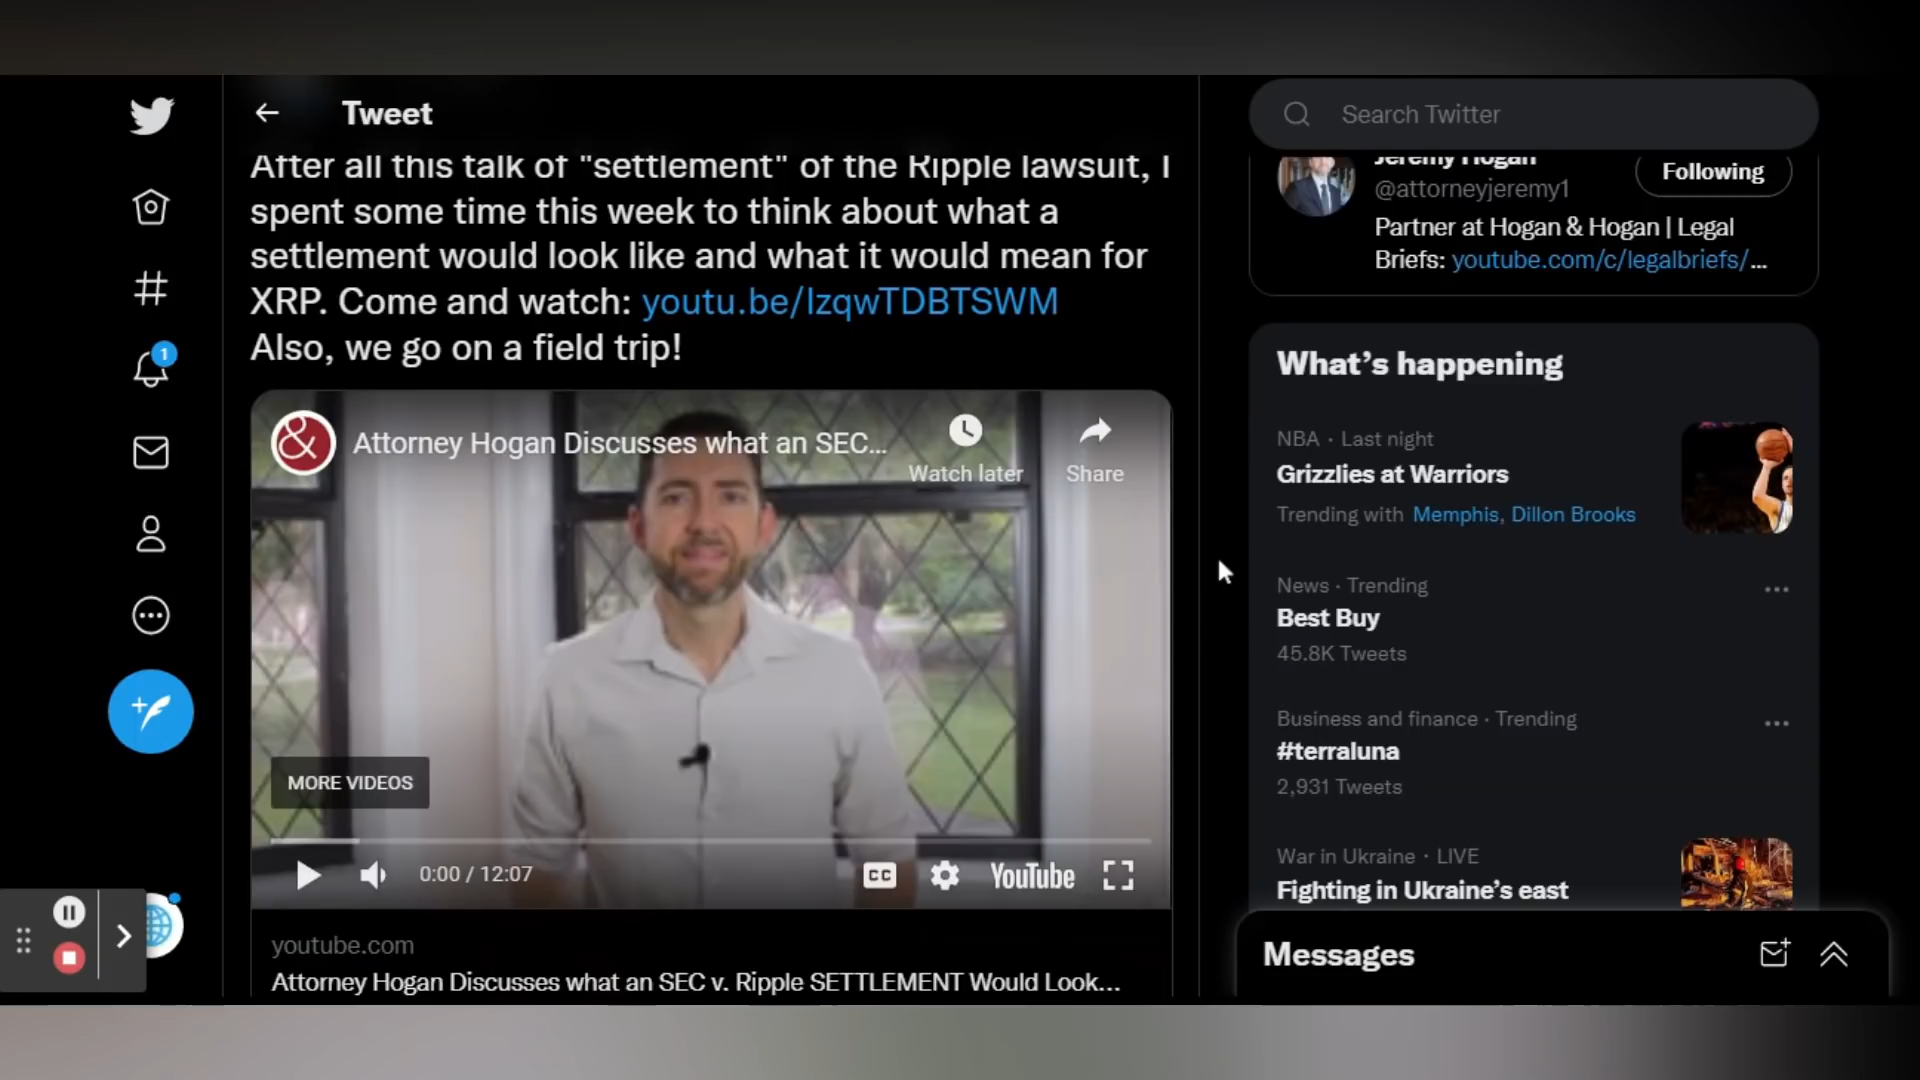 Tweet
After all this talk of "settlement" of the Ripple lawsuit, I
spent some time this week to think about what a
settlement would look like and what it would mean for
XRP. Come and watch: youtu.be/IzqwTDBTSWM
Also, we go on a field trip!
&
Attorney Hogan Discusses what an SEC...
Watch later
Share
MORE VIDEOS
0:00 / 12:07
CC
YouTube
youtube.com
Attorney Hogan Discusses what an SEC v. Ripple SETTLEMENT Would Look...
1
Search Twitter
Jeremy Hogan
@attorneyjeremy1
Following
Partner at Hogan & Hogan | Legal
Briefs: youtube.com/c/legalbriefs/...
What's happening
NBA · Last night
Grizzlies at Warriors
Trending with Memphis, Dillon Brooks
News · Trending
Best Buy
45.8K Tweets
Business and finance · Trending
#terraluna
2,931 Tweets
War in Ukraine · LIVE
Fighting in Ukraine's east
Messages